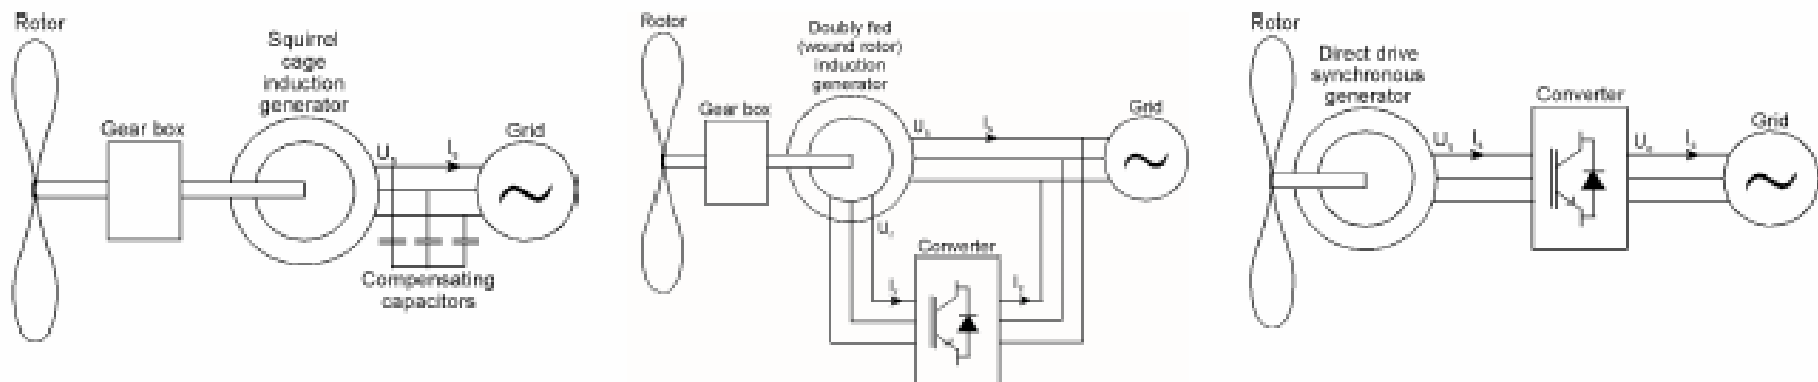 Rotor
Squirrel
cage
induction
generator
Gear box
Grid
Compensating
capacitors
Rotor
Doubly fed
(wound rotor)
induction
generator
Gear box
Grid
Converter
Rotor
Direct drive
synchronous
generator
Converter
Grid